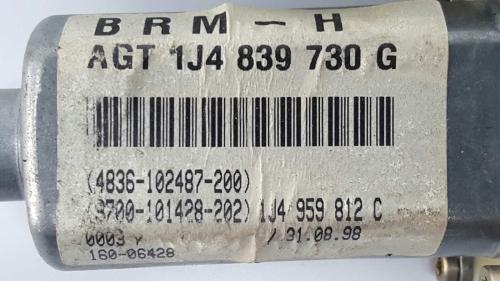 BRM-H
AGT 1J4 839 730 G
(4836-102487-200)
(9700-101428-202) 1J4 959 812 C
0003 Y / 31.08.98
160-06428